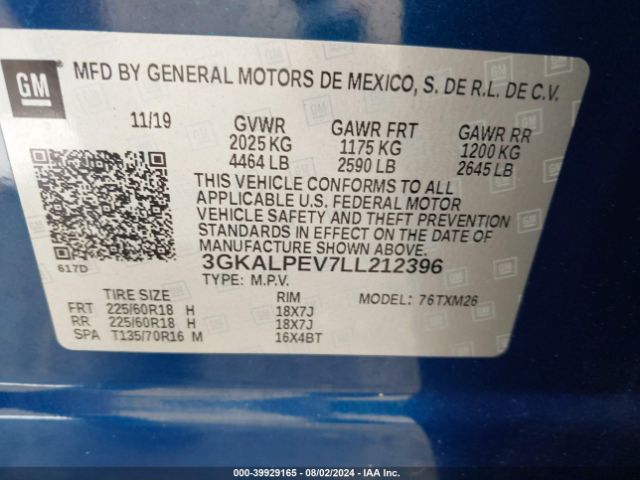 GM
MFD BY GENERAL MOTORS DE MEXICO, S. DE R.L. DE C.V.
11/19 GVWR GAWR FRT GAWR RR
2025 KG 1175 KG 1200 KG
4464 LB 2590 LB 2645 LB
THIS VEHICLE CONFORMS TO ALL
APPLICABLE U.S. FEDERAL MOTOR
VEHICLE SAFETY AND THEFT PREVENTION
STANDARDS IN EFFECT ON THE DATE OF
MANUFACTURE SHOWN ABOVE.
617D
3GKALPEV7LL212396
TYPE: M.P.V.
TIRE SIZE RIM MODEL: 76TXM26
FRT 225/60R18 H 18X7J
RR 225/60R18 H 18X7J
SPA T135/70R16 M 16X4BT
000-39929165 - 08/02/2024 - IAA Inc.